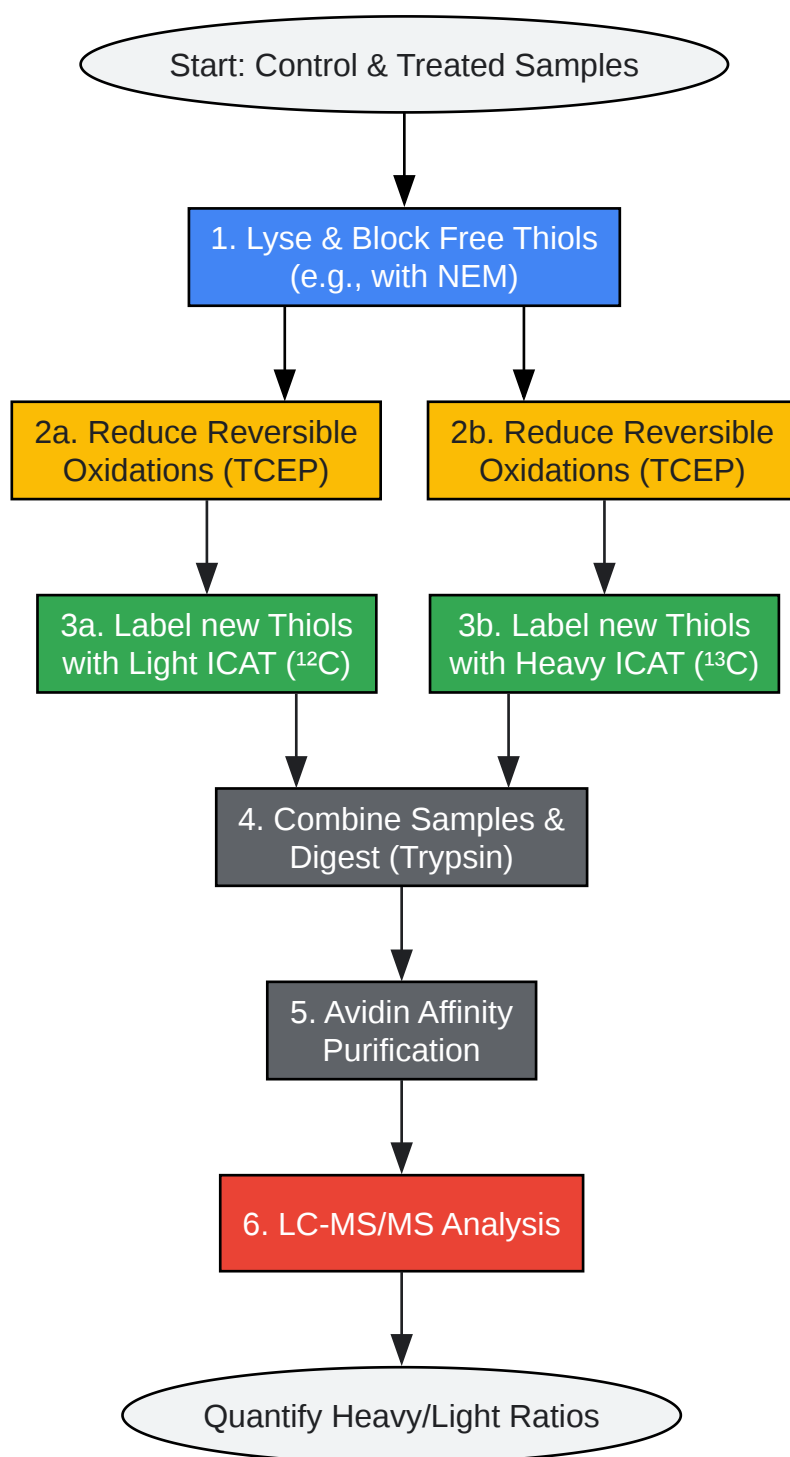 Start: Control & Treated Samples
1. Lyse & Block Free Thiols
(e.g., with NEM)
2a. Reduce Reversible
Oxidations (TCEP)
2b. Reduce Reversible
Oxidations (TCEP)
3a. Label new Thiols
with Light ICAT (¹²C)
3b. Label new Thiols
with Heavy ICAT (¹³C)
4. Combine Samples &
Digest (Trypsin)
5. Avidin Affinity
Purification
6. LC-MS/MS Analysis
Quantify Heavy/Light Ratios